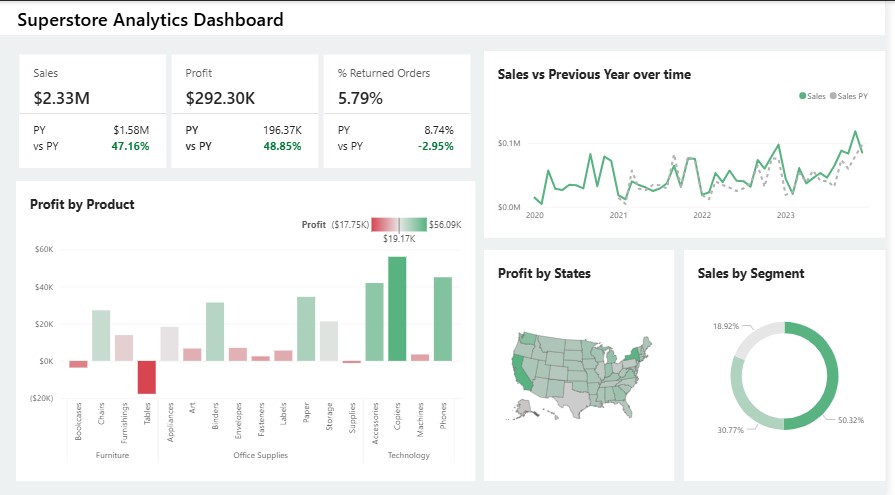 Superstore Analytics Dashboard
Sales
$2.33M
PY $1.58M
vs PY 47.16%
Profit
$292.30K
PY 196.37K
vs PY 48.85%
% Returned Orders
5.79%
PY 8.74%
vs PY -2.95%
Sales vs Previous Year over time
Sales Sales PY
$0.1M
$0.0M
2020 2021 2022 2023
Profit by Product
Profit ($17.75K) $56.09K
$19.17K
$60K
$40K
$20K
$0K
($20K)
Bookcases
Chairs
Furnishings
Tables
Appliances
Art
Binders
Envelopes
Fasteners
Labels
Paper
Storage
Supplies
Accessories
Copiers
Machines
Phones
Furniture Office Supplies Technology
Profit by States
Sales by Segment
18.92%
30.77%
50.32%